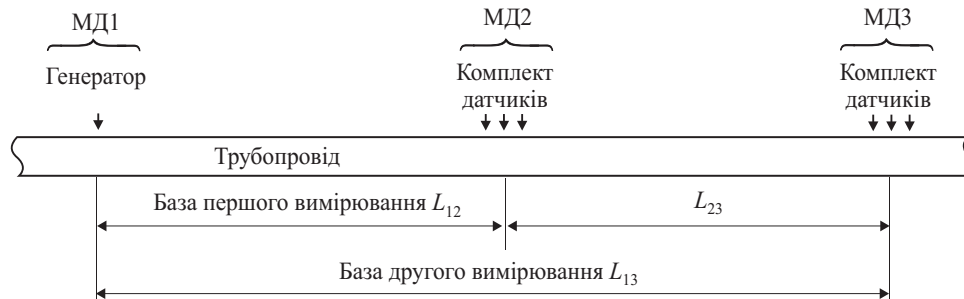 МД1
МД2
МД3
Генератор
Комплект
датчиків
Комплект
датчиків
Трубопровід
База першого вимірювання L12
L23
База другого вимірювання L13